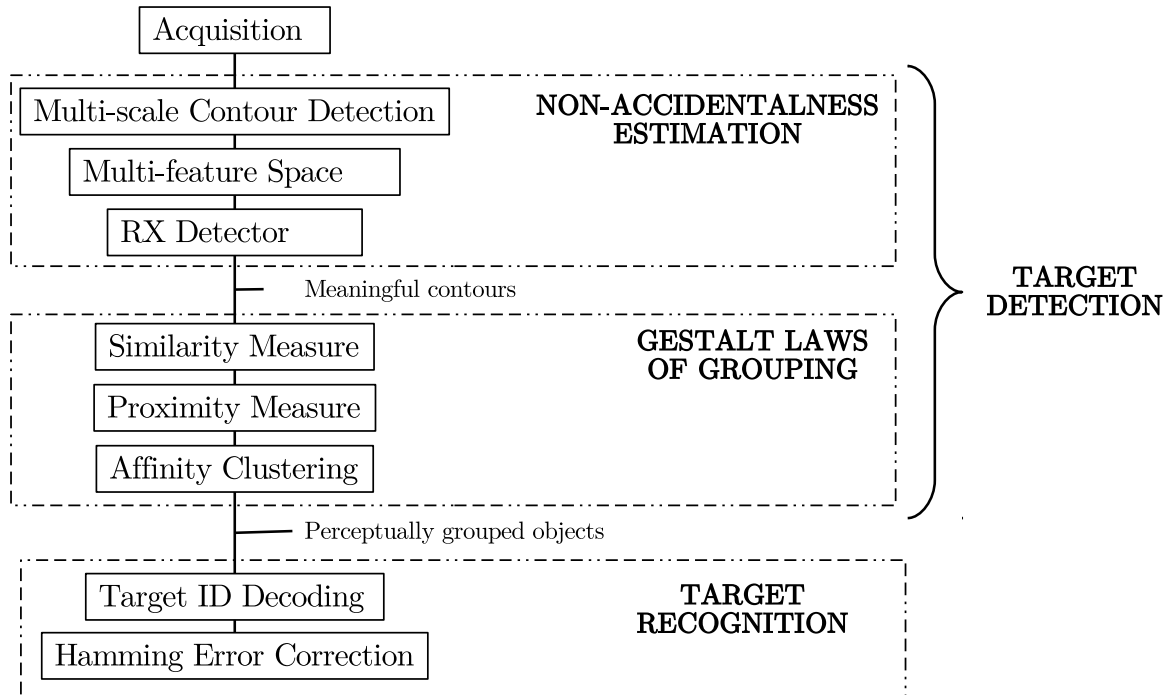 Acquisition
Multi-scale Contour Detection
NON-ACCIDENTALNESS
ESTIMATION
Multi-feature Space
RX Detector
Meaningful contours
TARGET
DETECTION
Similarity Measure
GESTALT LAWS
OF GROUPING
Proximity Measure
Affinity Clustering
Perceptually grouped objects
Target ID Decoding
TARGET
RECOGNITION
Hamming Error Correction